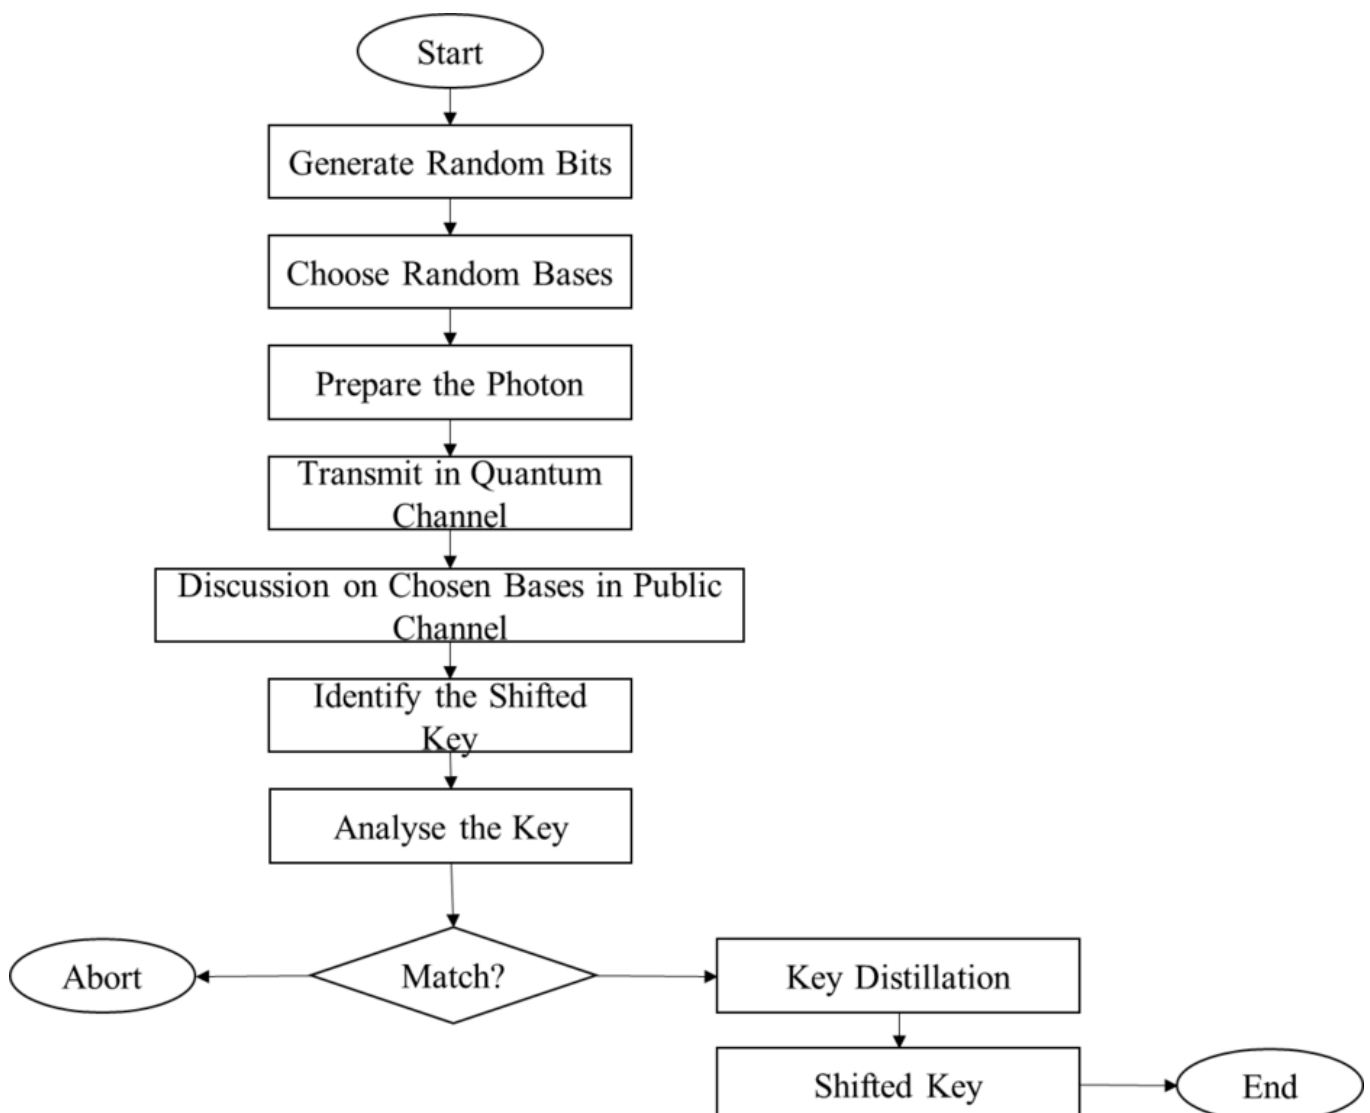 Start
Generate Random Bits
Choose Random Bases
Prepare the Photon
Transmit in Quantum
Channel
Discussion on Chosen Bases in Public
Channel
Identify the Shifted
Key
Analyse the Key
Abort
Match?
Key Distillation
Shifted Key
End